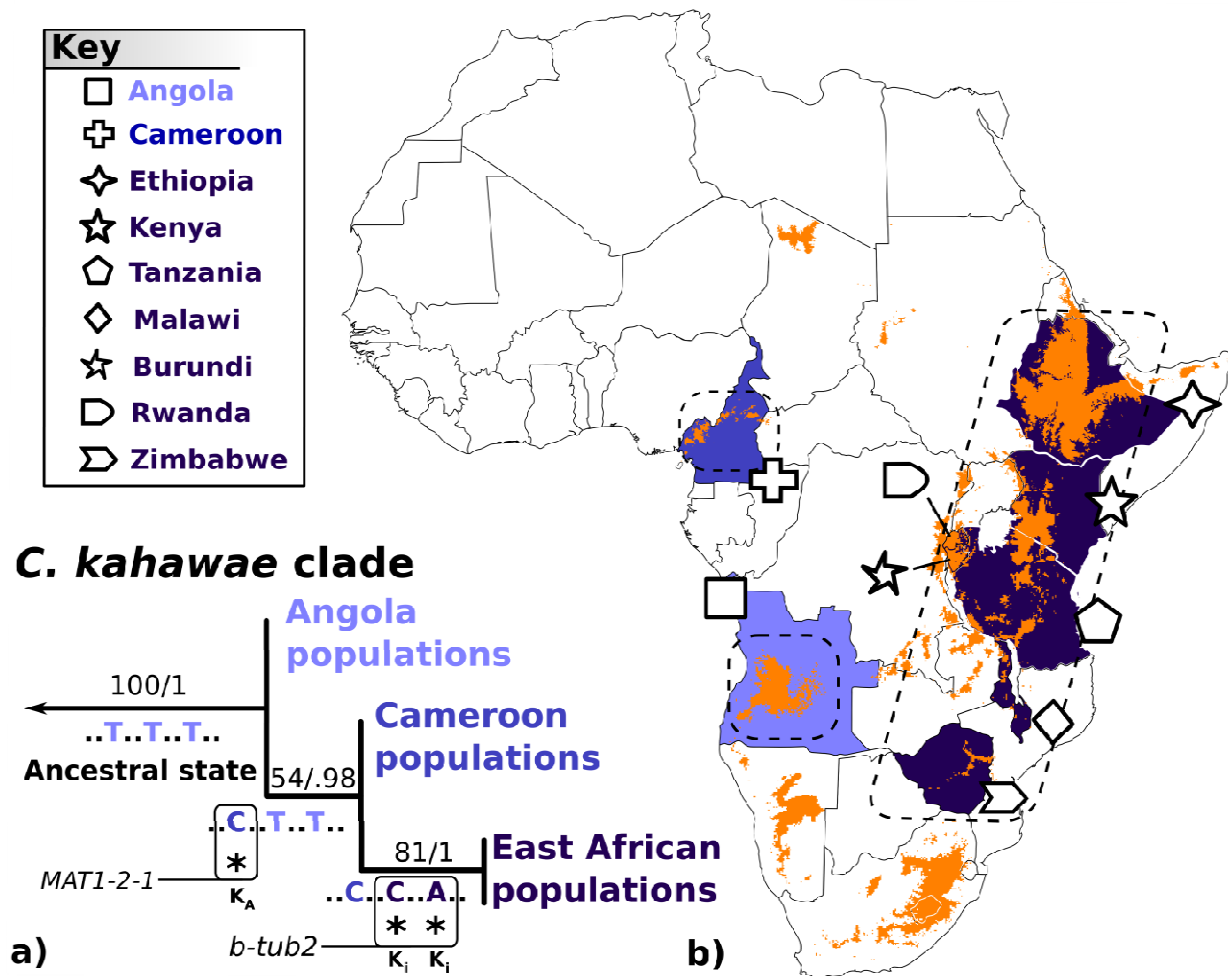 Key
Angola
Cameroon
Ethiopia
Kenya
Tanzania
Malawi
Burundi
Rwanda
Zimbabwe
C. kahawae clade
Angola
populations
100/1
..T..T..T..
Ancestral state
Cameroon
populations
54/.98
..C..T..T..
*
MAT1-2-1
KA
81/1
East African
populations
..C..C..A..
* *
b-tub2
Ki Ki
a)
b)